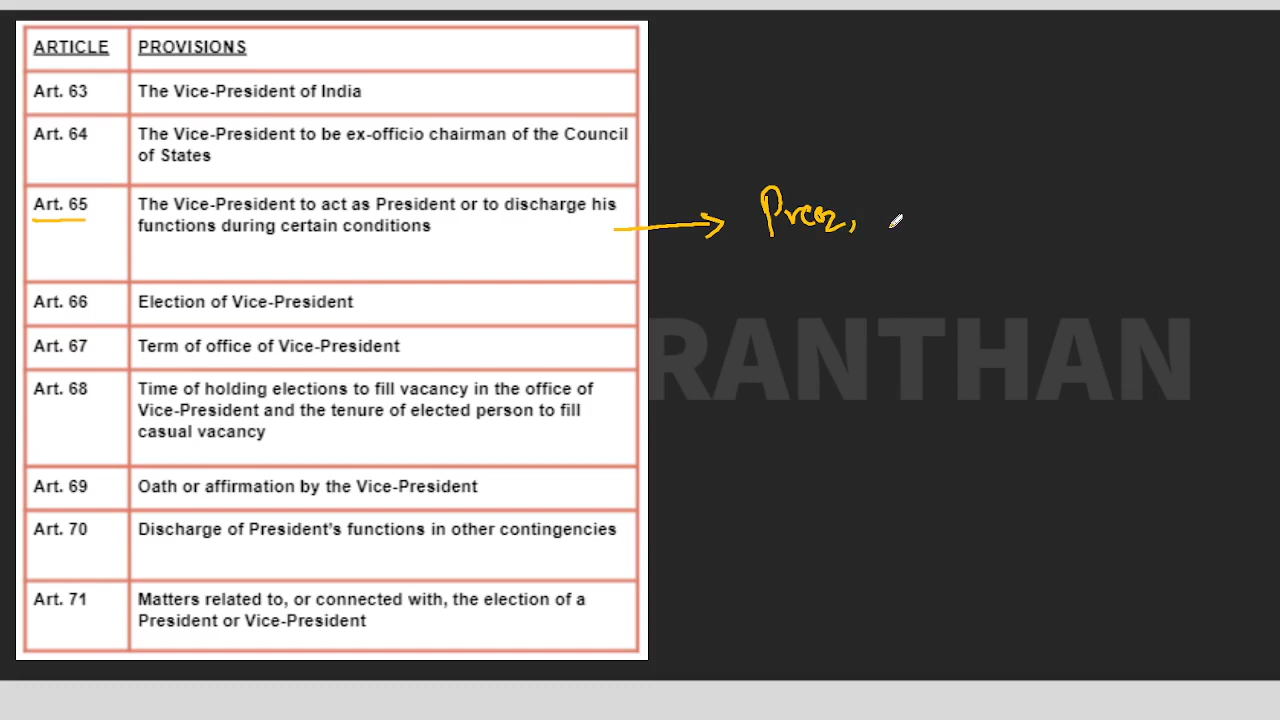 ARTICLE PROVISIONS
Art. 63 The Vice-President of India
Art. 64 The Vice-President to be ex-officio chairman of the Council
of States
Art. 65 The Vice-President to act as President or to discharge his
functions during certain conditions
Art. 66 Election of Vice-President
Art. 67 Term of office of Vice-President
Art. 68 Time of holding elections to fill vacancy in the office of
Vice-President and the tenure of elected person to fill
casual vacancy
Art. 69 Oath or affirmation by the Vice-President
Art. 70 Discharge of President's functions in other contingencies
Art. 71 Matters related to, or connected with, the election of a
President or Vice-President
RANTHAN